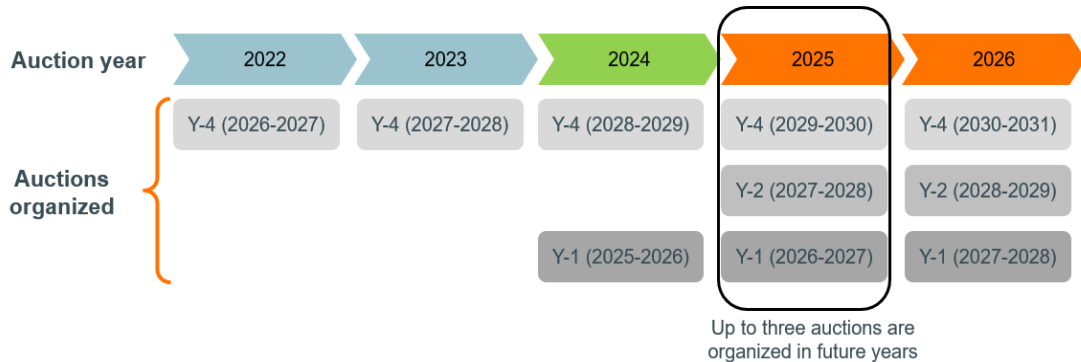 Auction year
2022
2023
2024
2025
2026
Auctions
organized
Y-4 (2026-2027)
Y-4 (2027-2028)
Y-4 (2028-2029)
Y-4 (2029-2030)
Y-4 (2030-2031)
Y-2 (2027-2028)
Y-2 (2028-2029)
Y-1 (2025-2026)
Y-1 (2026-2027)
Y-1 (2027-2028)
Up to three auctions are
organized in future years